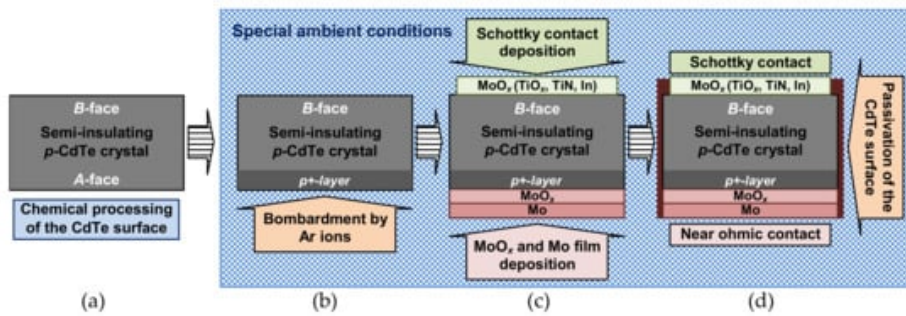 Special ambient conditions
B-face
Semi-insulating
p-CdTe crystal
A-face
Chemical processing
of the CdTe surface
(a)
B-face
Semi-insulating
p-CdTe crystal
p+-layer
Bombardment by
Ar ions
(b)
Schottky contact
deposition
MoOx (TiOx, TiN, In)
B-face
Semi-insulating
p-CdTe crystal
p+-layer
MoOx
Mo
MoOx and Mo film
deposition
(c)
Schottky contact
MoOx (TiOx, TiN, In)
B-face
Semi-insulating
p-CdTe crystal
p+-layer
MoOx
Mo
Near ohmic contact
(d)
Passivation of the
CdTe surface